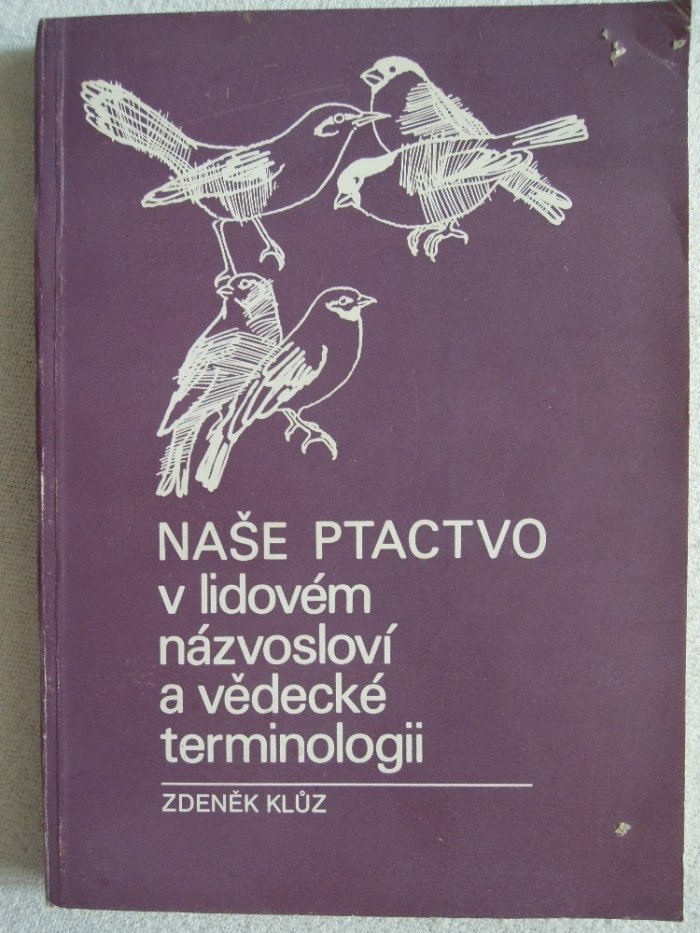 NAŠE PTACTVO
v lidovém
názvosloví
a vědecké
terminologii
ZDENĚK KLŮZ